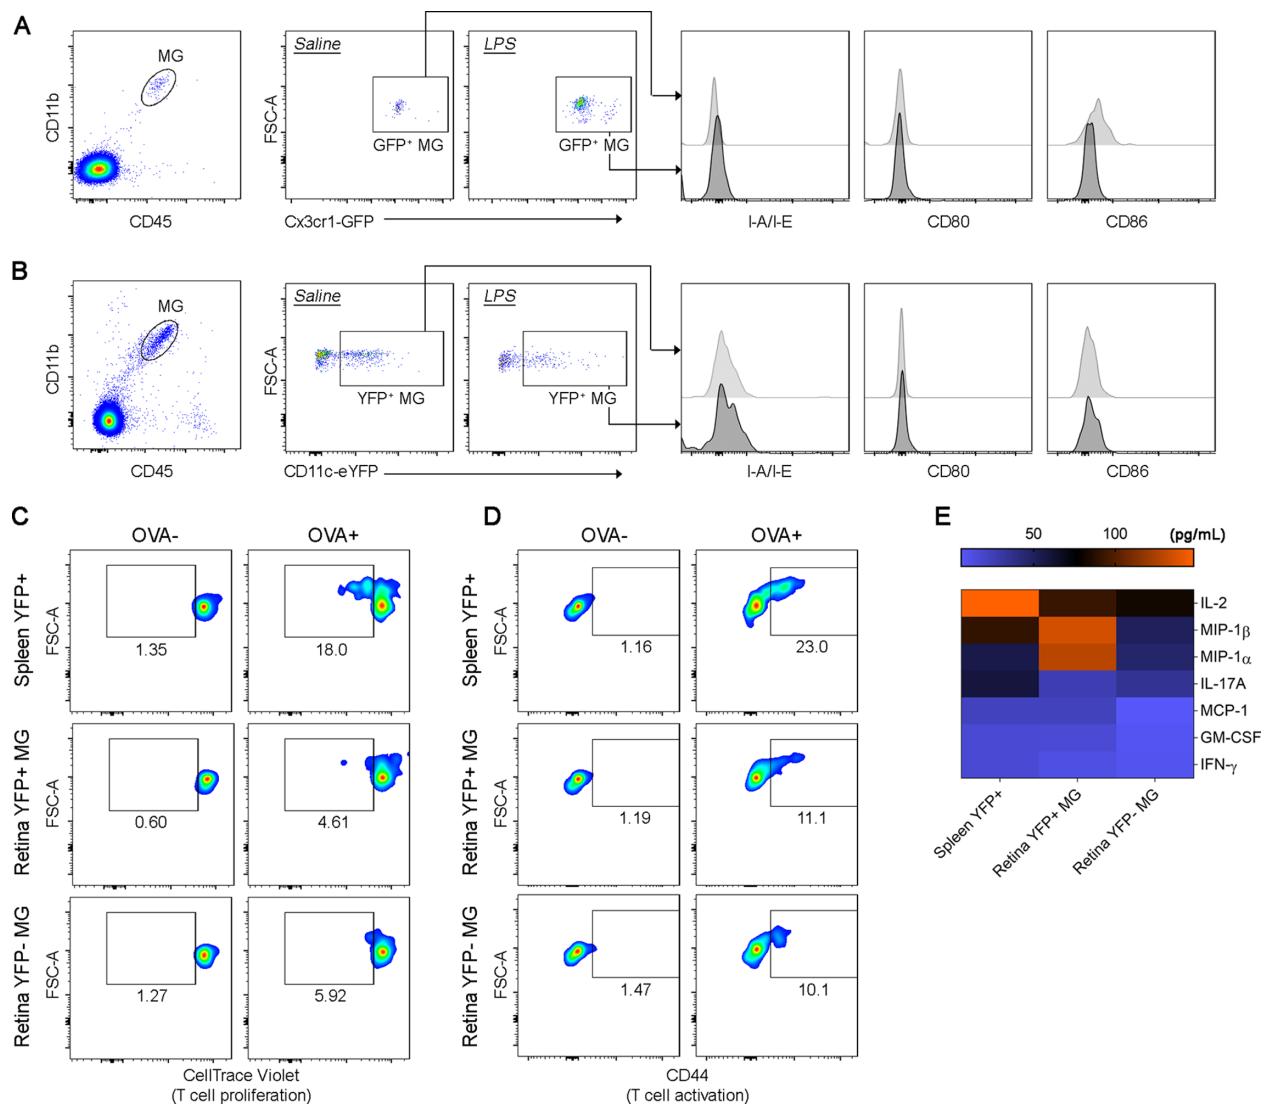 A
MG
CD11b
CD45
Saline
LPS
FSC-A
GFP⁺ MG
GFP⁺ MG
Cx3cr1-GFP
I-A/I-E
CD80
CD86
B
MG
CD11b
CD45
Saline
LPS
FSC-A
YFP⁺ MG
YFP⁺ MG
CD11c-eYFP
I-A/I-E
CD80
CD86
C
OVA-
OVA+
Spleen YFP+
FSC-A
1.35
18.0
Retina YFP+ MG
FSC-A
0.60
4.61
Retina YFP- MG
FSC-A
1.27
5.92
CellTrace Violet
(T cell proliferation)
D
OVA-
OVA+
Spleen YFP+
FSC-A
1.16
23.0
Retina YFP+ MG
FSC-A
1.19
11.1
Retina YFP- MG
FSC-A
1.47
10.1
CD44
(T cell activation)
E
50 100 (pg/mL)
IL-2
MIP-1β
MIP-1α
IL-17A
MCP-1
GM-CSF
IFN-γ
Spleen YFP+
Retina YFP+ MG
Retina YFP- MG